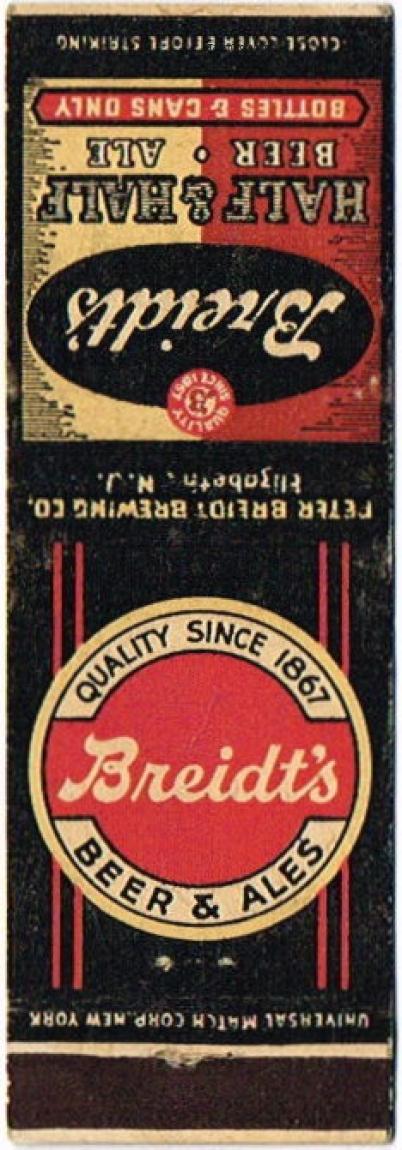 CLOSE COVER BEFORE STRIKING
BOTTLES & CANS ONLY
BEER • ALE
HALF & HALF
Breidt's
QUALITY
B
SINCE 1867
Elizabeth, N.J.
PETER BREIDT BREWING CO.
QUALITY SINCE 1867
Breidt's
BEER & ALES
UNIVERSAL MATCH CORP. NEW YORK